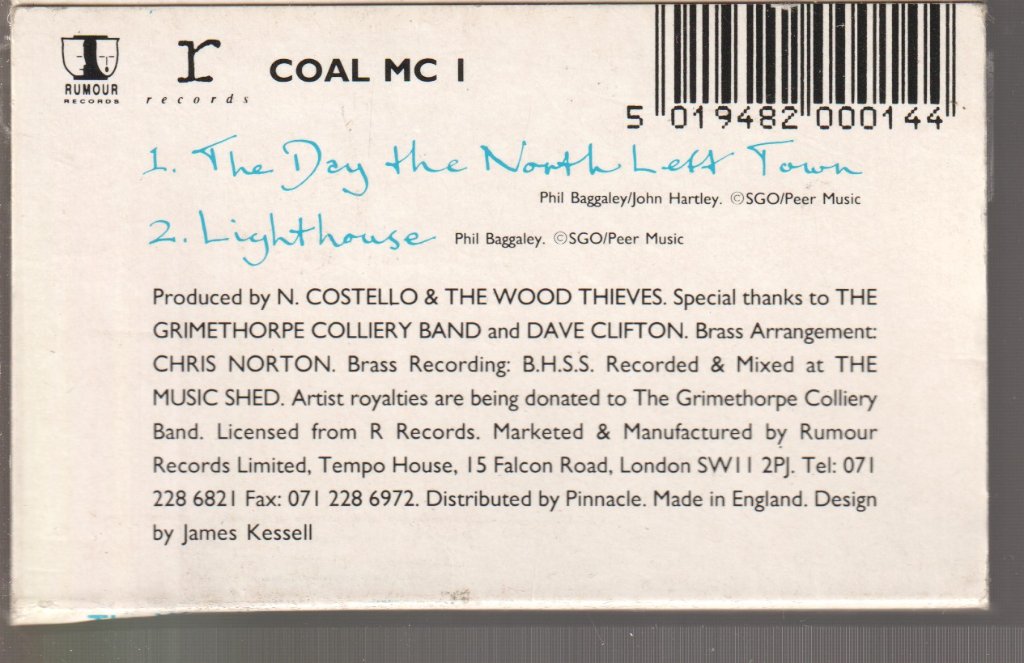 RUMOUR
RECORDS
r
records
COAL MC 1
5 019482 000144
1. The Day the North Left Town
Phil Baggaley/John Hartley. ©SGO/Peer Music
2. Lighthouse Phil Baggaley. ©SGO/Peer Music
Produced by N. COSTELLO & THE WOOD THIEVES. Special thanks to THE
GRIMETHORPE COLLIERY BAND and DAVE CLIFTON. Brass Arrangement:
CHRIS NORTON. Brass Recording: B.H.S.S. Recorded & Mixed at THE
MUSIC SHED. Artist royalties are being donated to The Grimethorpe Colliery
Band. Licensed from R Records. Marketed & Manufactured by Rumour
Records Limited, Tempo House, 15 Falcon Road, London SW11 2PJ. Tel: 071
228 6821 Fax: 071 228 6972. Distributed by Pinnacle. Made in England. Design
by James Kessell